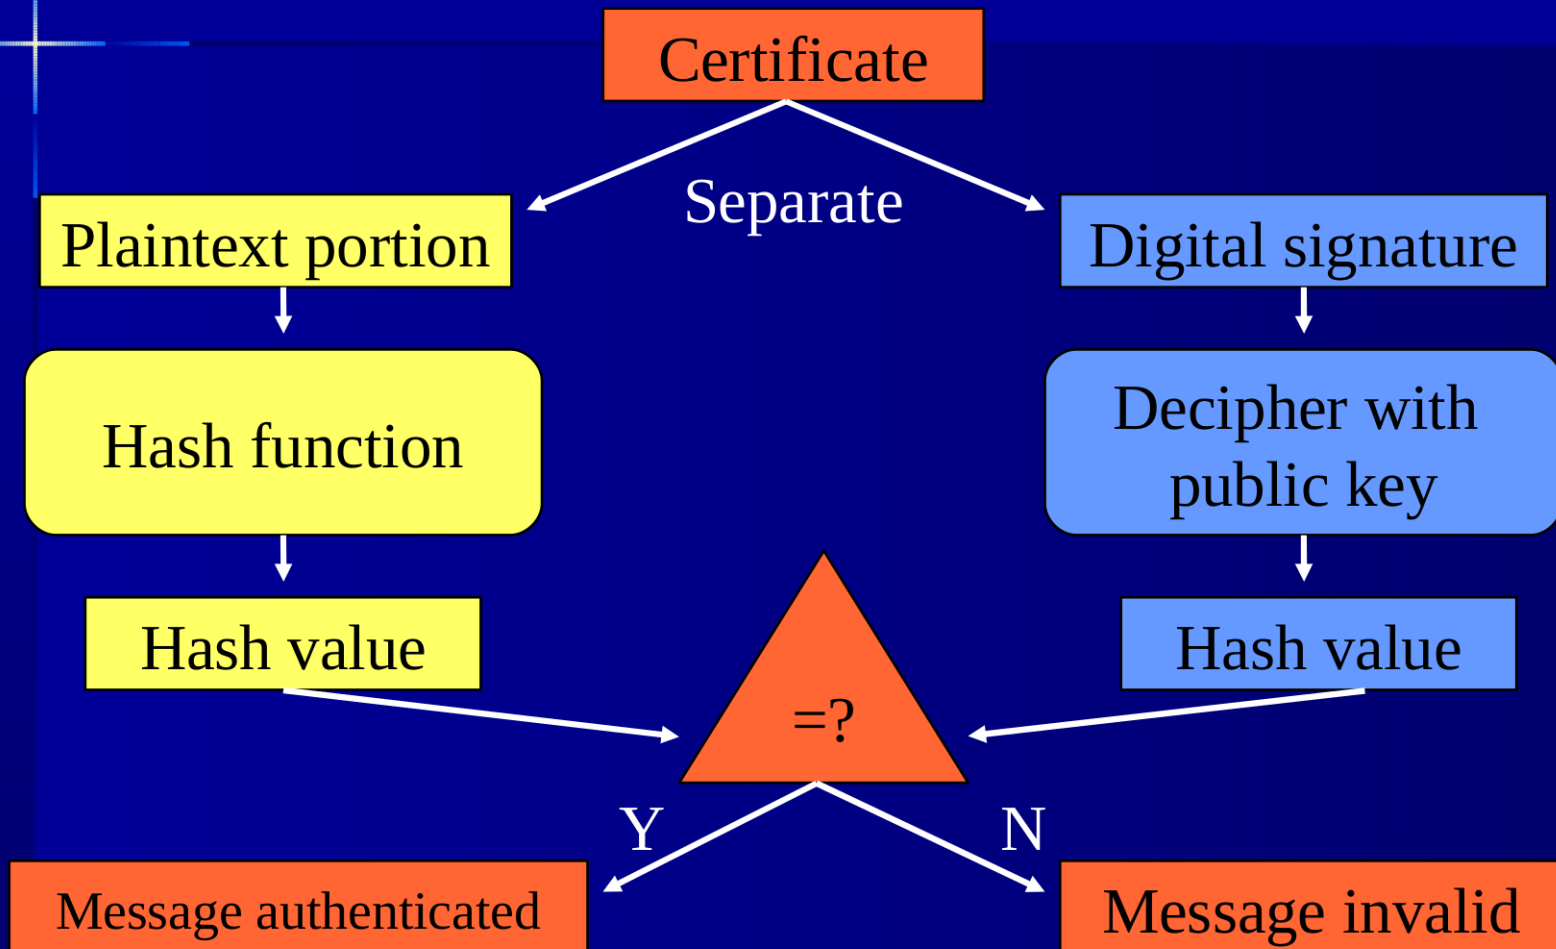 Certificate
Separate
Plaintext portion
Digital signature
Hash function
Decipher with
public key
Hash value
Hash value
=?
Y
N
Message authenticated
Message invalid